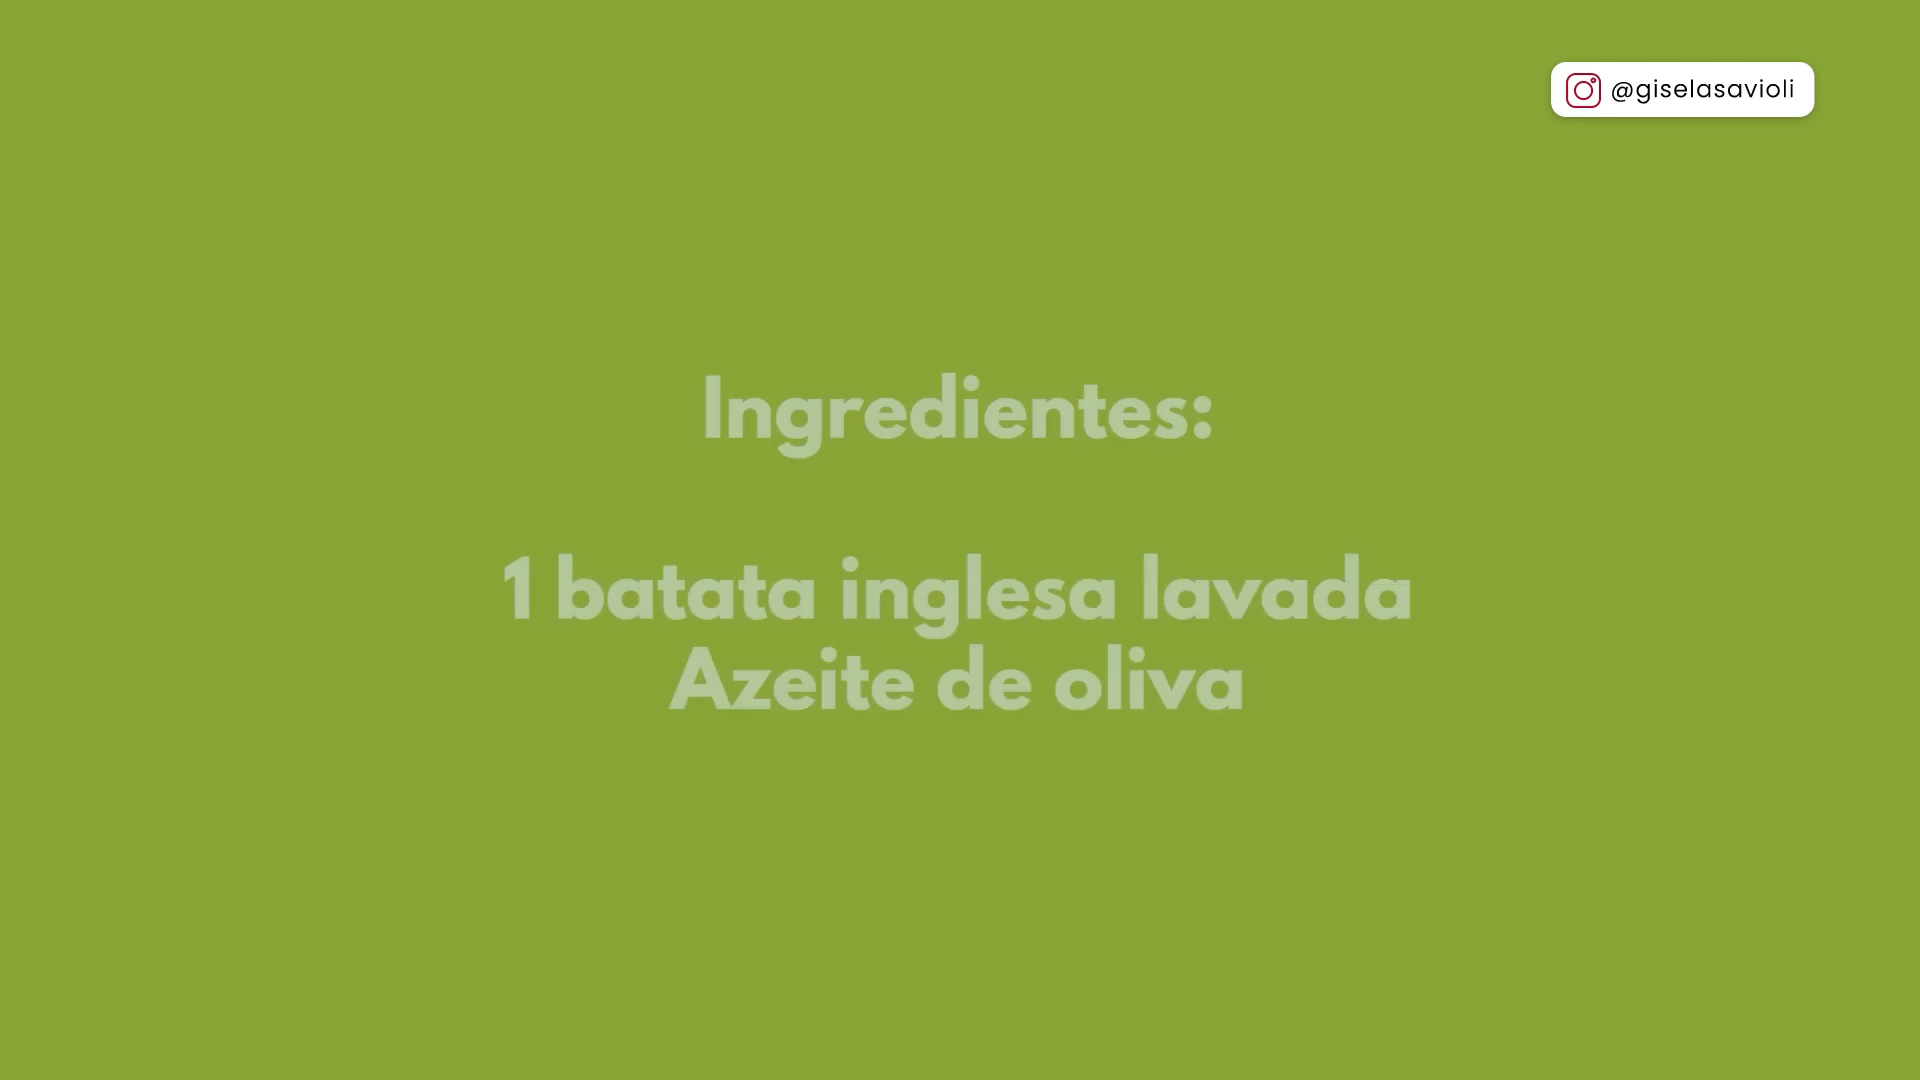 @giselasavioli
Ingredientes:
1 batata inglesa lavada
Azeite de oliva